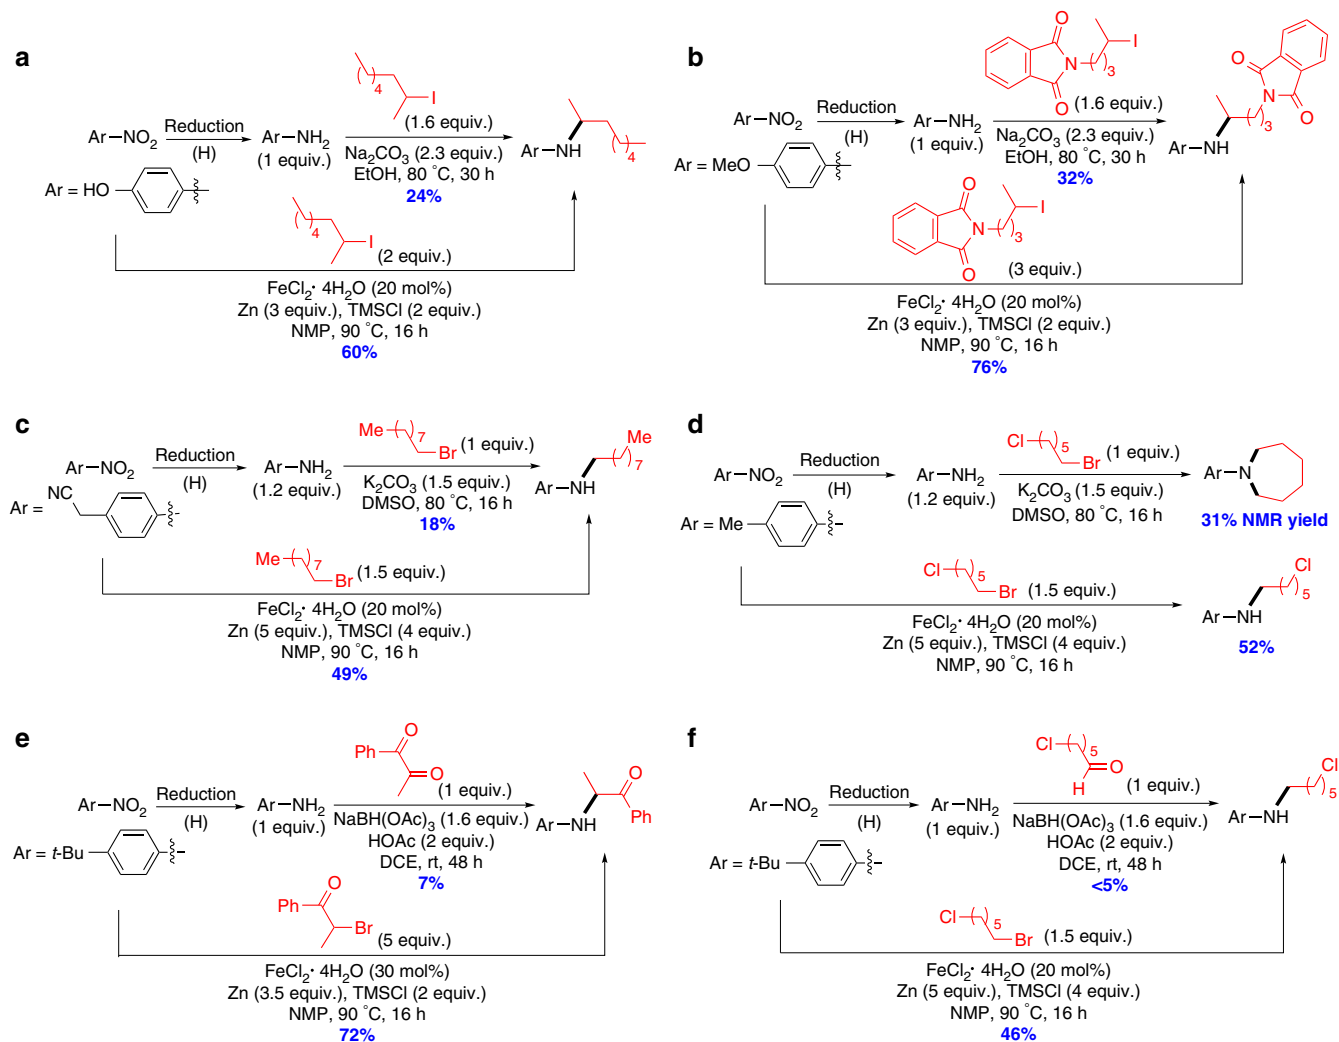 a
( )4
I
(1.6 equiv.)
Ar–NO2
Reduction
(H)
Ar–NH2
(1 equiv.)
Na2CO3 (2.3 equiv.)
EtOH, 80 °C, 30 h
24%
Ar–NH
( )4
Ar = HO
( )4
I
(2 equiv.)
FeCl2· 4H2O (20 mol%)
Zn (3 equiv.), TMSCl (2 equiv.)
NMP, 90 °C, 16 h
60%
b
O
N
O
( )3
I
(1.6 equiv.)
Ar–NO2
Reduction
(H)
Ar–NH2
(1 equiv.)
Na2CO3 (2.3 equiv.)
EtOH, 80 °C, 30 h
32%
O
N
O
( )3
Ar–NH
Ar = MeO
O
N
O
( )3
I
(3 equiv.)
FeCl2· 4H2O (20 mol%)
Zn (3 equiv.), TMSCl (2 equiv.)
NMP, 90 °C, 16 h
76%
c
Me
( )7
Br
(1 equiv.)
Ar–NO2
Reduction
(H)
Ar–NH2
(1.2 equiv.)
K2CO3 (1.5 equiv.)
DMSO, 80 °C, 16 h
18%
Me
( )7
Ar–NH
Ar =
NC
Me
( )7
Br
(1.5 equiv.)
FeCl2· 4H2O (20 mol%)
Zn (5 equiv.), TMSCl (4 equiv.)
NMP, 90 °C, 16 h
49%
d
Cl
( )5
Br
(1 equiv.)
Ar–NO2
Reduction
(H)
Ar–NH2
(1.2 equiv.)
K2CO3 (1.5 equiv.)
DMSO, 80 °C, 16 h
Ar–N
31% NMR yield
Ar = Me
Cl
( )5
Br
(1.5 equiv.)
FeCl2· 4H2O (20 mol%)
Zn (5 equiv.), TMSCl (4 equiv.)
NMP, 90 °C, 16 h
Cl
( )5
Ar–NH
52%
e
Ph
O
O
(1 equiv.)
Ar–NO2
Reduction
(H)
Ar–NH2
(1 equiv.)
NaBH(OAc)3 (1.6 equiv.)
HOAc (2 equiv.)
DCE, rt, 48 h
7%
O
Ar–NH
Ph
Ar = t-Bu
Ph
O
Br
(5 equiv.)
FeCl2· 4H2O (30 mol%)
Zn (3.5 equiv.), TMSCl (2 equiv.)
NMP, 90 °C, 16 h
72%
f
Cl
( )5
O
H
(1 equiv.)
Ar–NO2
Reduction
(H)
Ar–NH2
(1 equiv.)
NaBH(OAc)3 (1.6 equiv.)
HOAc (2 equiv.)
DCE, rt, 48 h
<5%
Cl
( )5
Ar–NH
Ar = t-Bu
Cl
( )5
Br
(1.5 equiv.)
FeCl2· 4H2O (20 mol%)
Zn (5 equiv.), TMSCl (4 equiv.)
NMP, 90 °C, 16 h
46%